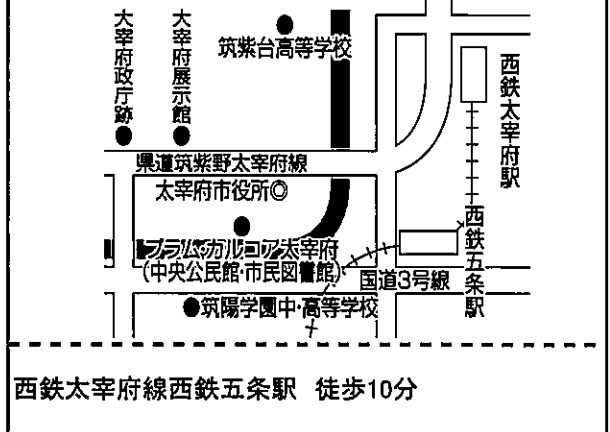 大宰府政庁跡
大宰府展示館
筑紫台高等学校
西鉄太宰府駅
県道筑紫野太宰府線
太宰府市役所◎
プラム・カルコア太宰府
(中央公民館・市民図書館)
国道3号線
西鉄五条駅
●筑陽学園中・高等学校
西鉄太宰府線西鉄五条駅 徒歩10分